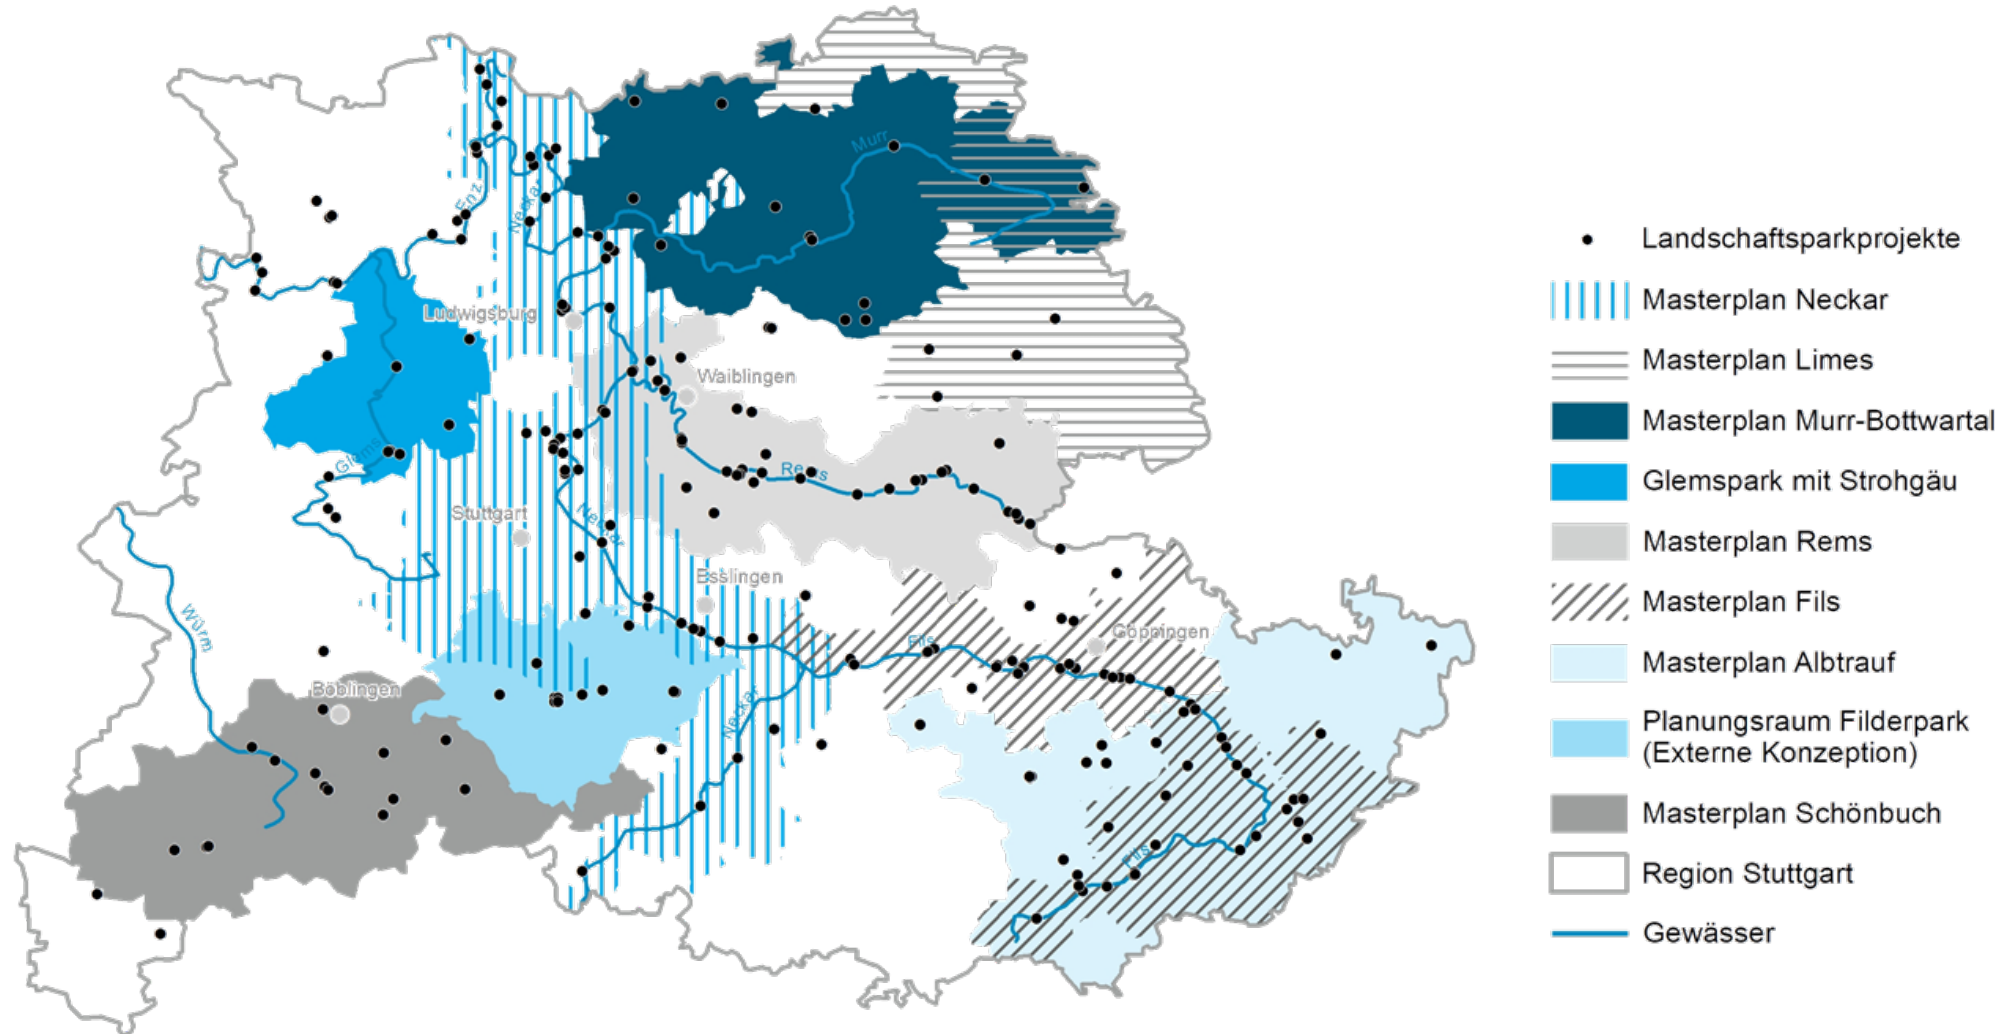 Murr
Enz
Neckar
Ludwigsburg
Waiblingen
Glems
Rems
Stuttgart
Neckar
Esslingen
Würm
Fils
Göppingen
Böblingen
Neckar
Fils
Landschaftsparkprojekte
Masterplan Neckar
Masterplan Limes
Masterplan Murr-Bottwartal
Glemspark mit Strohgäu
Masterplan Rems
Masterplan Fils
Masterplan Albtrauf
Planungsraum Filderpark
(Externe Konzeption)
Masterplan Schönbuch
Region Stuttgart
Gewässer